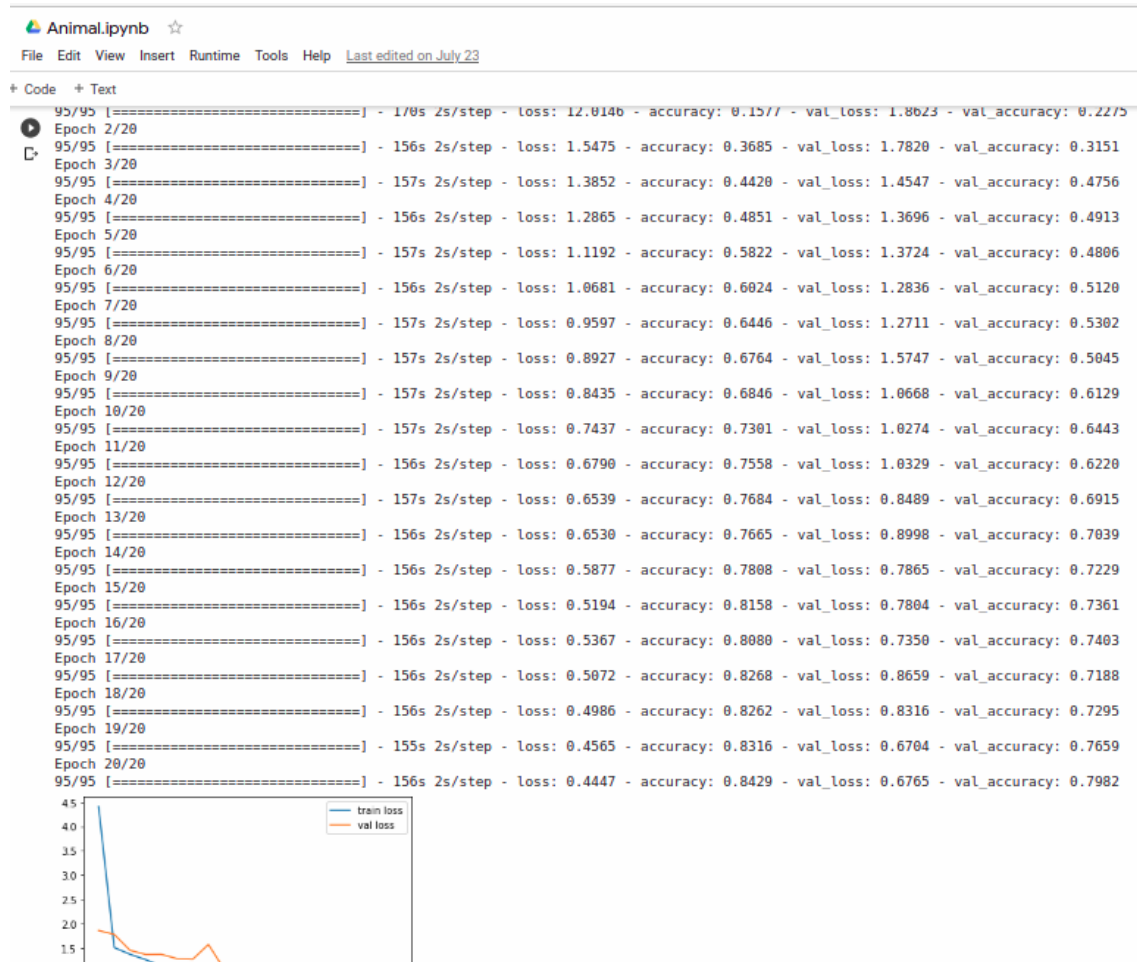 Animal.ipynb
File Edit View Insert Runtime Tools Help Last edited on July 23
+ Code + Text
95/95 [==============================] - 170s 2s/step - loss: 12.0146 - accuracy: 0.1577 - val_loss: 1.8623 - val_accuracy: 0.2275
Epoch 2/20
95/95 [==============================] - 156s 2s/step - loss: 1.5475 - accuracy: 0.3685 - val_loss: 1.7820 - val_accuracy: 0.3151
Epoch 3/20
95/95 [==============================] - 157s 2s/step - loss: 1.3852 - accuracy: 0.4420 - val_loss: 1.4547 - val_accuracy: 0.4756
Epoch 4/20
95/95 [==============================] - 156s 2s/step - loss: 1.2865 - accuracy: 0.4851 - val_loss: 1.3696 - val_accuracy: 0.4913
Epoch 5/20
95/95 [==============================] - 157s 2s/step - loss: 1.1192 - accuracy: 0.5822 - val_loss: 1.3724 - val_accuracy: 0.4806
Epoch 6/20
95/95 [==============================] - 156s 2s/step - loss: 1.0681 - accuracy: 0.6024 - val_loss: 1.2836 - val_accuracy: 0.5120
Epoch 7/20
95/95 [==============================] - 157s 2s/step - loss: 0.9597 - accuracy: 0.6446 - val_loss: 1.2711 - val_accuracy: 0.5302
Epoch 8/20
95/95 [==============================] - 157s 2s/step - loss: 0.8927 - accuracy: 0.6764 - val_loss: 1.5747 - val_accuracy: 0.5045
Epoch 9/20
95/95 [==============================] - 157s 2s/step - loss: 0.8435 - accuracy: 0.6846 - val_loss: 1.0668 - val_accuracy: 0.6129
Epoch 10/20
95/95 [==============================] - 157s 2s/step - loss: 0.7437 - accuracy: 0.7301 - val_loss: 1.0274 - val_accuracy: 0.6443
Epoch 11/20
95/95 [==============================] - 156s 2s/step - loss: 0.6790 - accuracy: 0.7558 - val_loss: 1.0329 - val_accuracy: 0.6220
Epoch 12/20
95/95 [==============================] - 157s 2s/step - loss: 0.6539 - accuracy: 0.7684 - val_loss: 0.8489 - val_accuracy: 0.6915
Epoch 13/20
95/95 [==============================] - 156s 2s/step - loss: 0.6530 - accuracy: 0.7665 - val_loss: 0.8998 - val_accuracy: 0.7039
Epoch 14/20
95/95 [==============================] - 156s 2s/step - loss: 0.5877 - accuracy: 0.7808 - val_loss: 0.7865 - val_accuracy: 0.7229
Epoch 15/20
95/95 [==============================] - 156s 2s/step - loss: 0.5194 - accuracy: 0.8158 - val_loss: 0.7804 - val_accuracy: 0.7361
Epoch 16/20
95/95 [==============================] - 156s 2s/step - loss: 0.5367 - accuracy: 0.8080 - val_loss: 0.7350 - val_accuracy: 0.7403
Epoch 17/20
95/95 [==============================] - 156s 2s/step - loss: 0.5072 - accuracy: 0.8268 - val_loss: 0.8659 - val_accuracy: 0.7188
Epoch 18/20
95/95 [==============================] - 156s 2s/step - loss: 0.4986 - accuracy: 0.8262 - val_loss: 0.8316 - val_accuracy: 0.7295
Epoch 19/20
95/95 [==============================] - 155s 2s/step - loss: 0.4565 - accuracy: 0.8316 - val_loss: 0.6704 - val_accuracy: 0.7659
Epoch 20/20
95/95 [==============================] - 156s 2s/step - loss: 0.4447 - accuracy: 0.8429 - val_loss: 0.6765 - val_accuracy: 0.7982
4.5
train loss
4.0
val loss
3.5
3.0
2.5
2.0
1.5